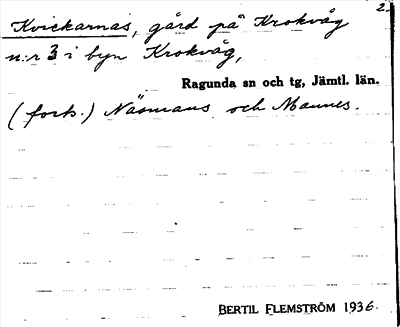 2.
Kvickarnas, gård på Krokvåg
n:r 3 i byn Krokvåg,
Ragunda sn och tg, Jämtl. län.
(forts.) Näsmans och Mannes.
BERTIL FLEMSTRÖM 1936.